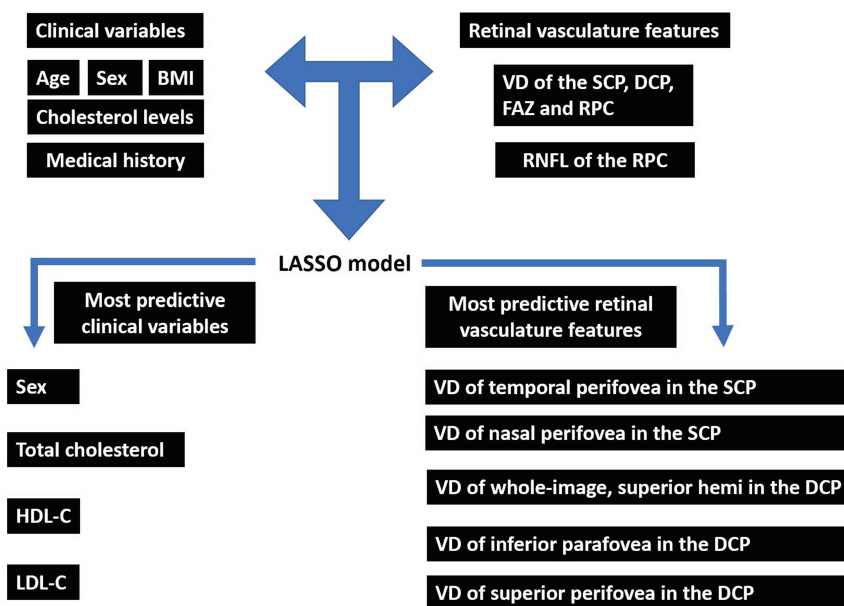 Clinical variables
Age Sex BMI
Cholesterol levels
Medical history
Retinal vasculature features
VD of the SCP, DCP,
FAZ and RPC
RNFL of the RPC
LASSO model
Most predictive
clinical variables
Sex
Total cholesterol
HDL-C
LDL-C
Most predictive retinal
vasculature features
VD of temporal perifovea in the SCP
VD of nasal perifovea in the SCP
VD of whole-image, superior hemi in the DCP
VD of inferior parafovea in the DCP
VD of superior perifovea in the DCP